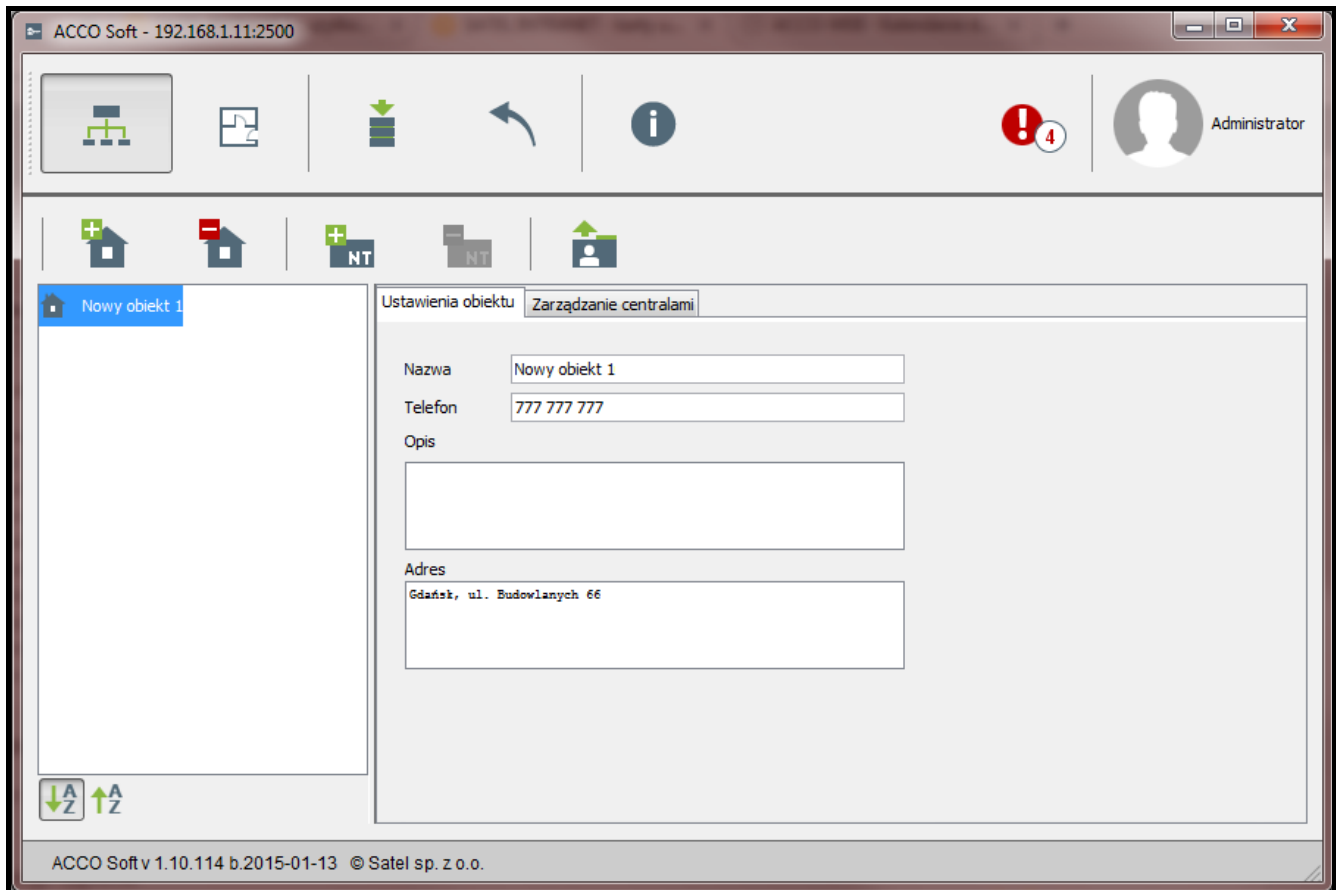 ACCO Soft - 192.168.1.11:2500
4
Administrator
NT
NT
Nowy obiekt 1
Ustawienia obiektu
Zarządzanie centralami
Nazwa
Nowy obiekt 1
Telefon
777 777 777
Opis
Adres
Gdańsk, ul. Budowlanych 66
A
Z
A
Z
ACCO Soft v 1.10.114 b.2015-01-13 © Satel sp. z o.o.